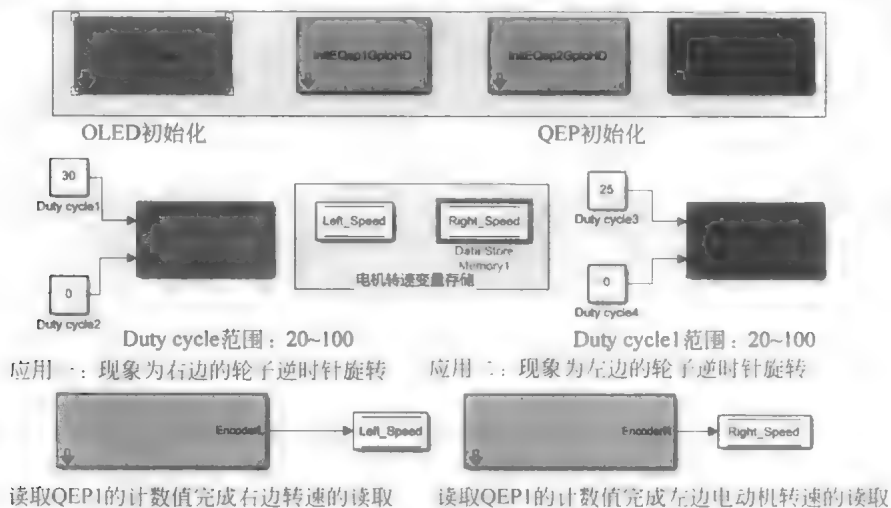 InitEQep1GpioHD
InitEQep2GpioHD
OLED初始化
QEP初始化
30
Duty cycle1
0
Duty cycle2
Left_Speed
Right_Speed
Data Store
Memory1
电机转速变量存储
25
Duty cycle3
0
Duty cycle4
Duty cycle范围：20~100
Duty cycle1范围：20~100
应用一：现象为右边的轮子逆时针旋转
应用二：现象为左边的轮子逆时针旋转
EncoderL
Left_Speed
EncoderR
Right_Speed
读取QEP1的计数值完成右边转速的读取
读取QEP1的计数值完成左边电动机转速的读取